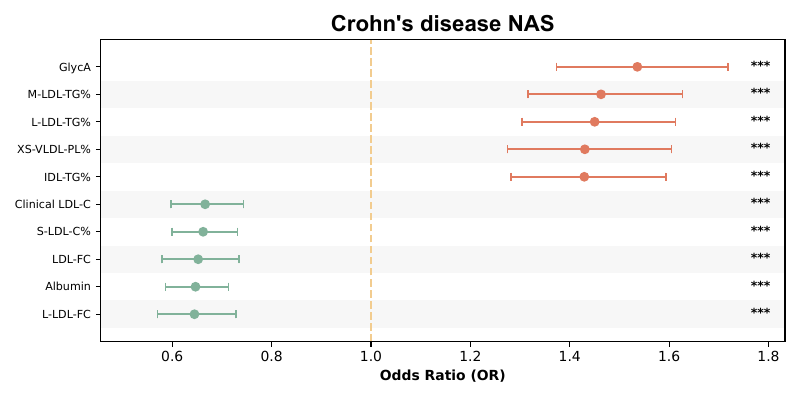 Crohn's disease NAS
GlycA ***
M-LDL-TG% ***
L-LDL-TG% ***
XS-VLDL-PL% ***
IDL-TG% ***
Clinical LDL-C ***
S-LDL-C% ***
LDL-FC ***
Albumin ***
L-LDL-FC ***
0.6 0.8 1.0 1.2 1.4 1.6 1.8
Odds Ratio (OR)